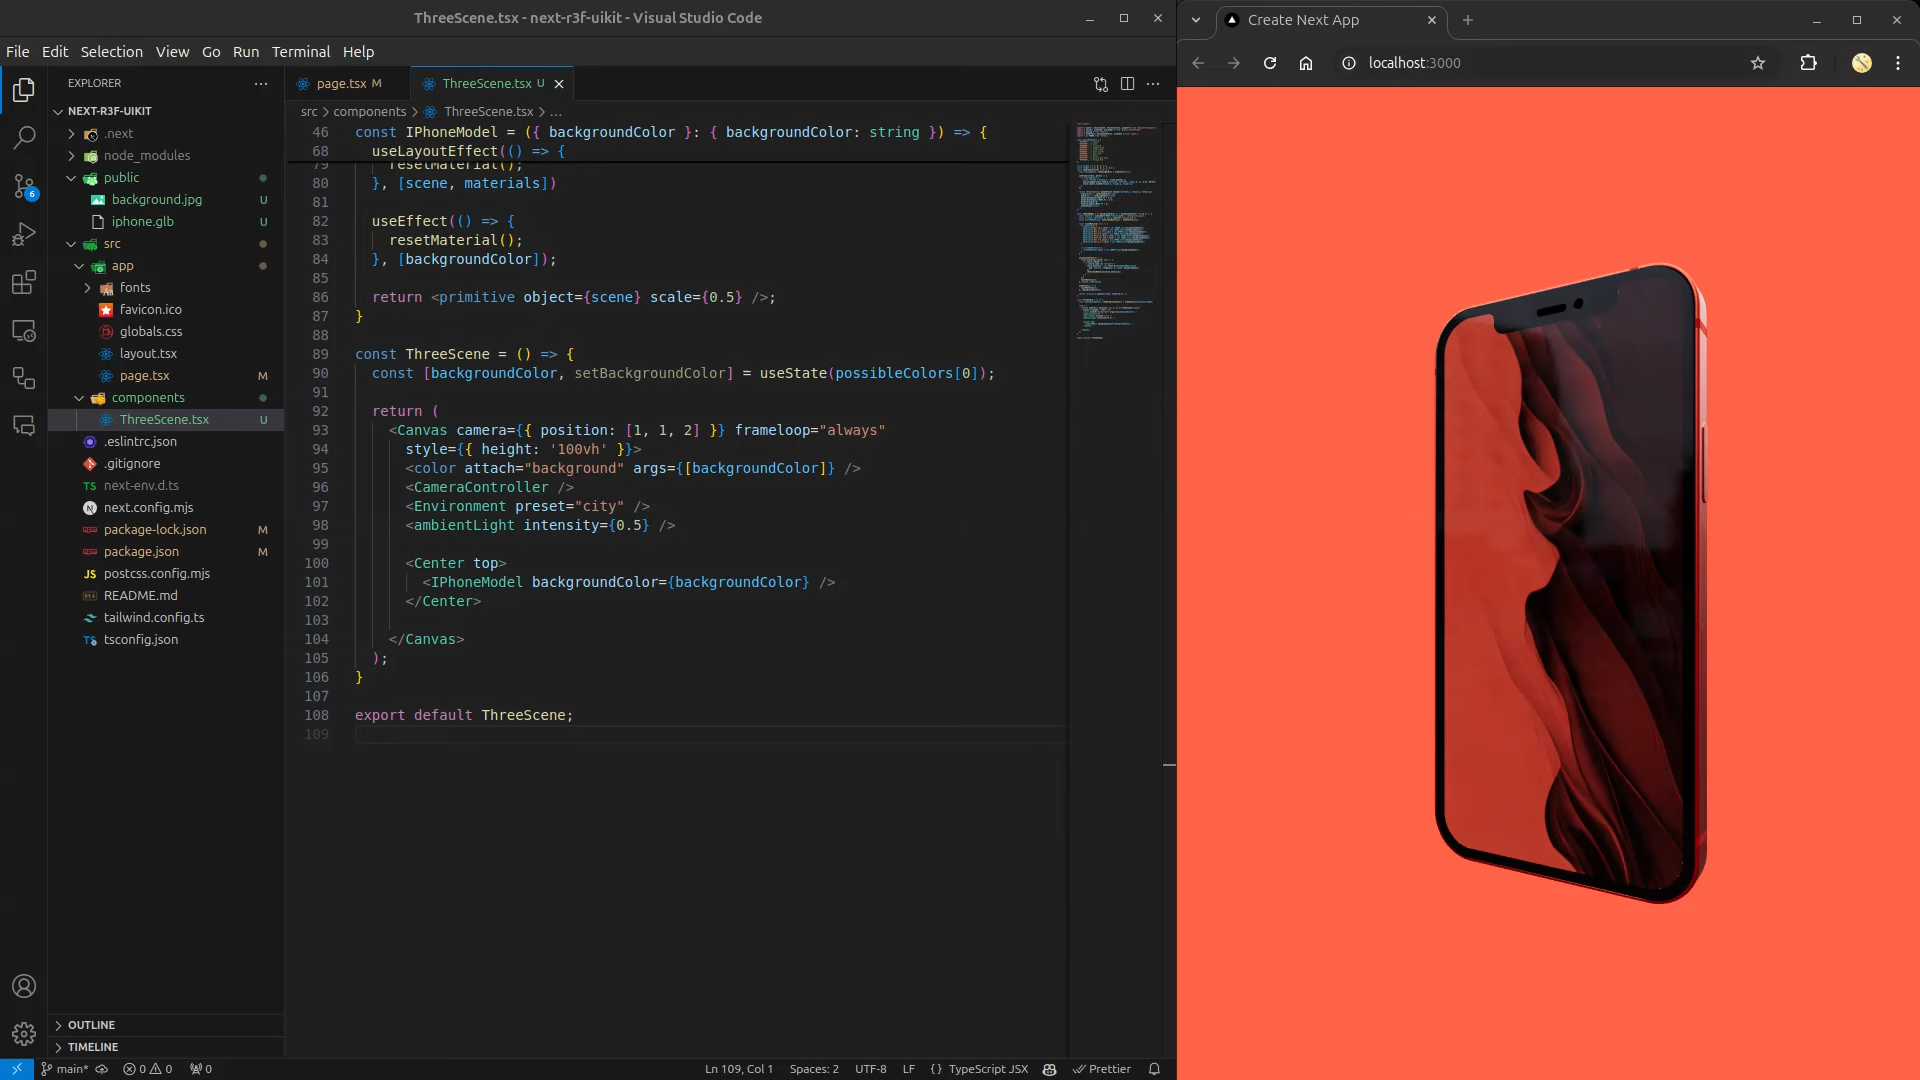 ThreeScene.tsx - next-r3f-uikit - Visual Studio Code
File Edit Selection View Go Run Terminal Help
EXPLORER
NEXT-R3F-UIKIT
.next
node_modules
public
background.jpg U
iphone.glb U
src
app
fonts
favicon.ico
globals.css
layout.tsx
page.tsx M
components
ThreeScene.tsx U
.eslintrc.json
.gitignore
TS next-env.d.ts
next.config.mjs
package-lock.json M
package.json M
JS postcss.config.mjs
README.md
tailwind.config.ts
TS tsconfig.json
OUTLINE
TIMELINE
6
page.tsx M
ThreeScene.tsx U
src > components > ThreeScene.tsx > ...
46 const IPhoneModel = ({ backgroundColor }: { backgroundColor: string }) => {
68 useLayoutEffect(() => {
79 resetMaterial();
80 }, [scene, materials])
81
82 useEffect(() => {
83 resetMaterial();
84 }, [backgroundColor]);
85
86 return <primitive object={scene} scale={0.5} />;
87 }
88
89 const ThreeScene = () => {
90 const [backgroundColor, setBackgroundColor] = useState(possibleColors[0]);
91
92 return (
93 <Canvas camera={{ position: [1, 1, 2] }} frameloop="always"
94 style={{ height: '100vh' }}>
95 <color attach="background" args={[backgroundColor]} />
96 <CameraController />
97 <Environment preset="city" />
98 <ambientLight intensity={0.5} />
99
100 <Center top>
101 <IPhoneModel backgroundColor={backgroundColor} />
102 </Center>
103
104 </Canvas>
105 );
106 }
107
108 export default ThreeScene;
109
main* 0 0 0
Ln 109, Col 1 Spaces: 2 UTF-8 LF {} TypeScript JSX Prettier
Create Next App
localhost:3000